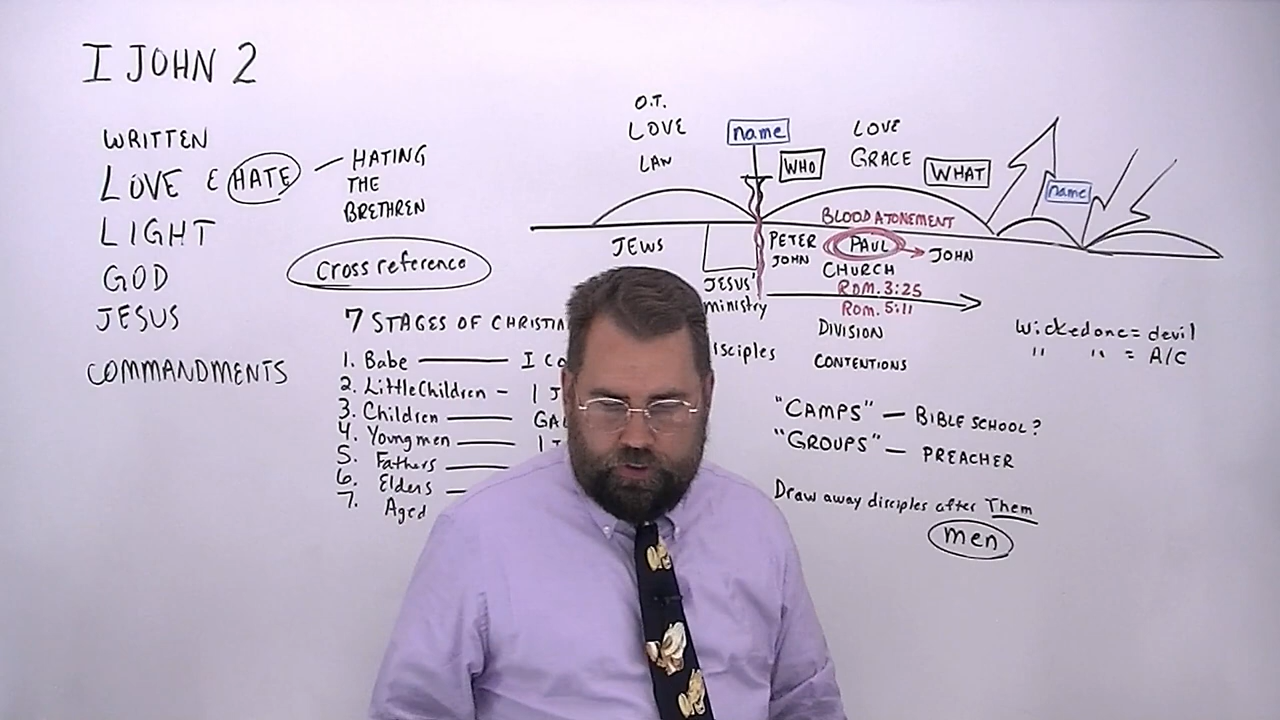 I JOHN 2
WRITTEN
LOVE & HATE
LIGHT
GOD
JESUS
COMMANDMENTS
HATING
THE
BRETHREN
Cross reference
7 STAGES OF CHRISTIA
1. Babe
2. Little Children - 1 J
3. Children GAL
4. Young men
5. Fathers
6. Elders
7. Aged
O.T.
LOVE
LAW
name
WHO
LOVE
GRACE
WHAT
name
BLOOD ATONEMENT
JEWS
JESUS'
ministry
PETER
JOHN
PAUL
JOHN
CHURCH
ROM. 3:25
ROM. 5:11
DIVISION
CONTENTIONS
isciples
Wicked one = devil
" " = A/C
"CAMPS" — BIBLE SCHOOL?
"GROUPS" — PREACHER
Draw away disciples after Them
men